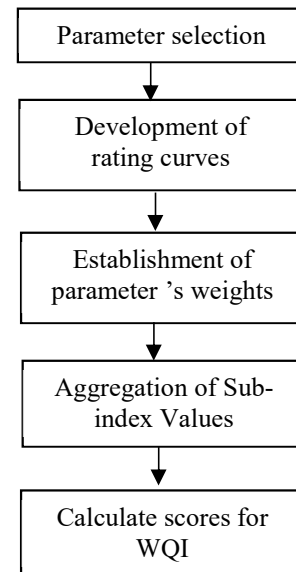 Parameter selection
Development of
rating curves
Establishment of
parameter ’s weights
Aggregation of Sub-
index Values
Calculate scores for
WQI